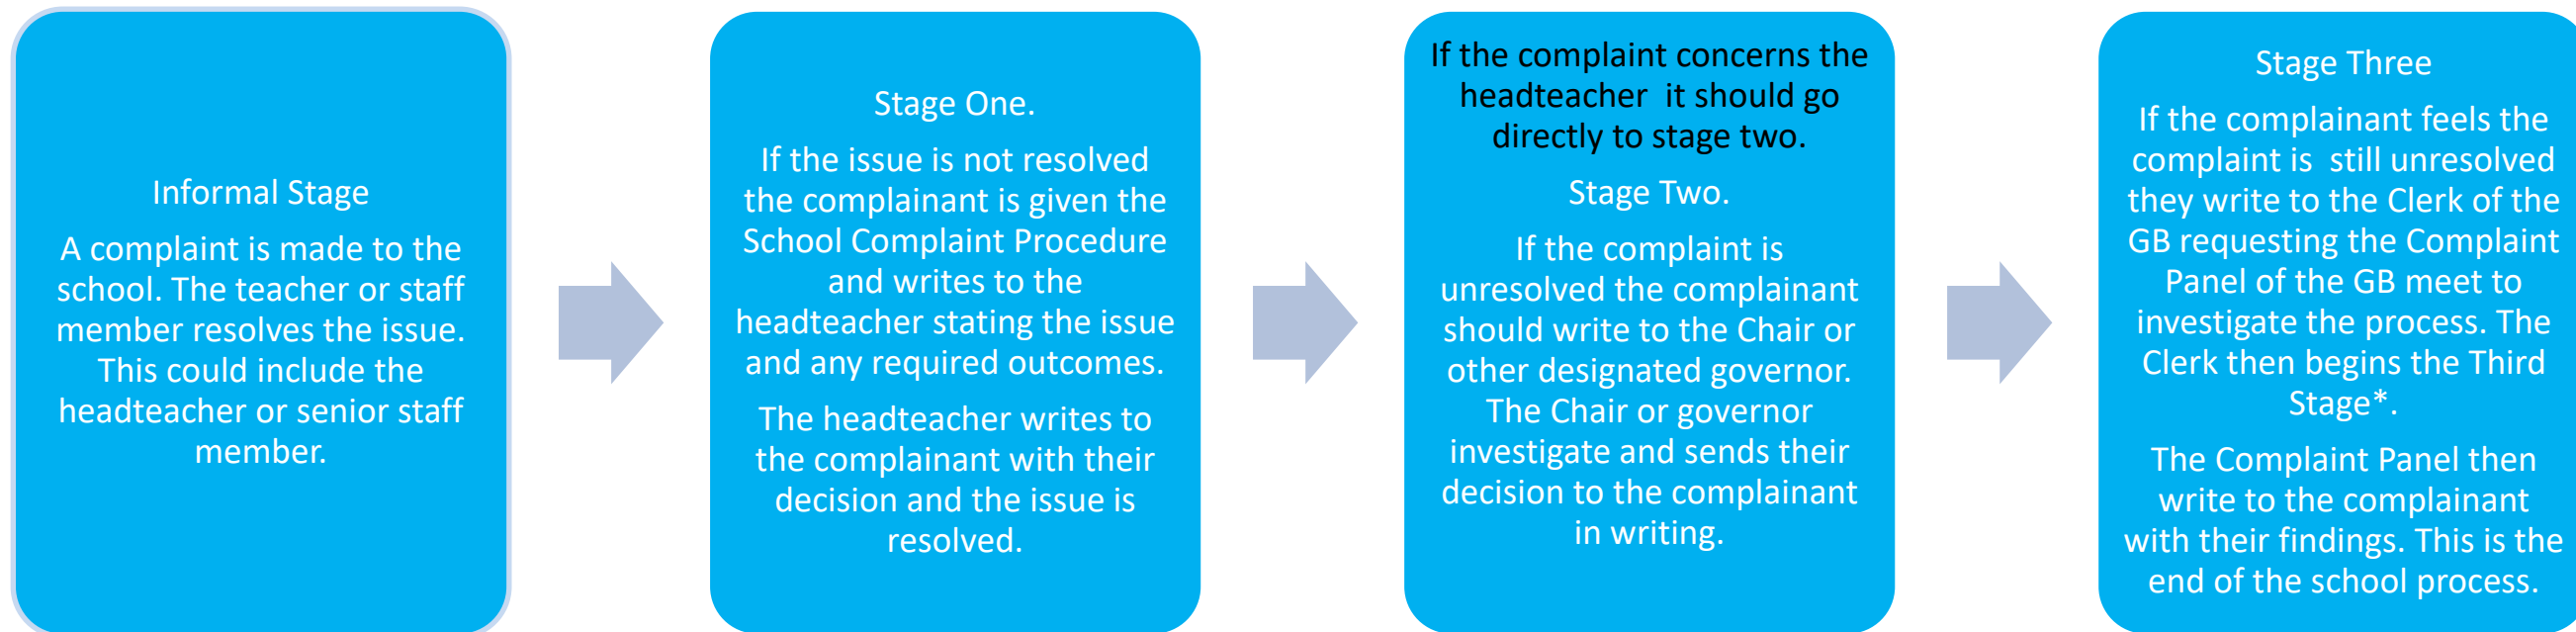 Informal Stage
A complaint is made to the
school. The teacher or staff
member resolves the issue.
This could include the
headteacher or senior staff
member.
Stage One.
If the issue is not resolved
the complainant is given the
School Complaint Procedure
and writes to the
headteacher stating the issue
and any required outcomes.
The headteacher writes to
the complainant with their
decision and the issue is
resolved.
If the complaint concerns the
headteacher it should go
directly to stage two.
Stage Two.
If the complaint is
unresolved the complainant
should write to the Chair or
other designated governor.
The Chair or governor
investigate and sends their
decision to the complainant
in writing.
Stage Three
If the complainant feels the
complaint is still unresolved
they write to the Clerk of the
GB requesting the Complaint
Panel of the GB meet to
investigate the process. The
Clerk then begins the Third
Stage*.
The Complaint Panel then
write to the complainant
with their findings. This is the
end of the school process.